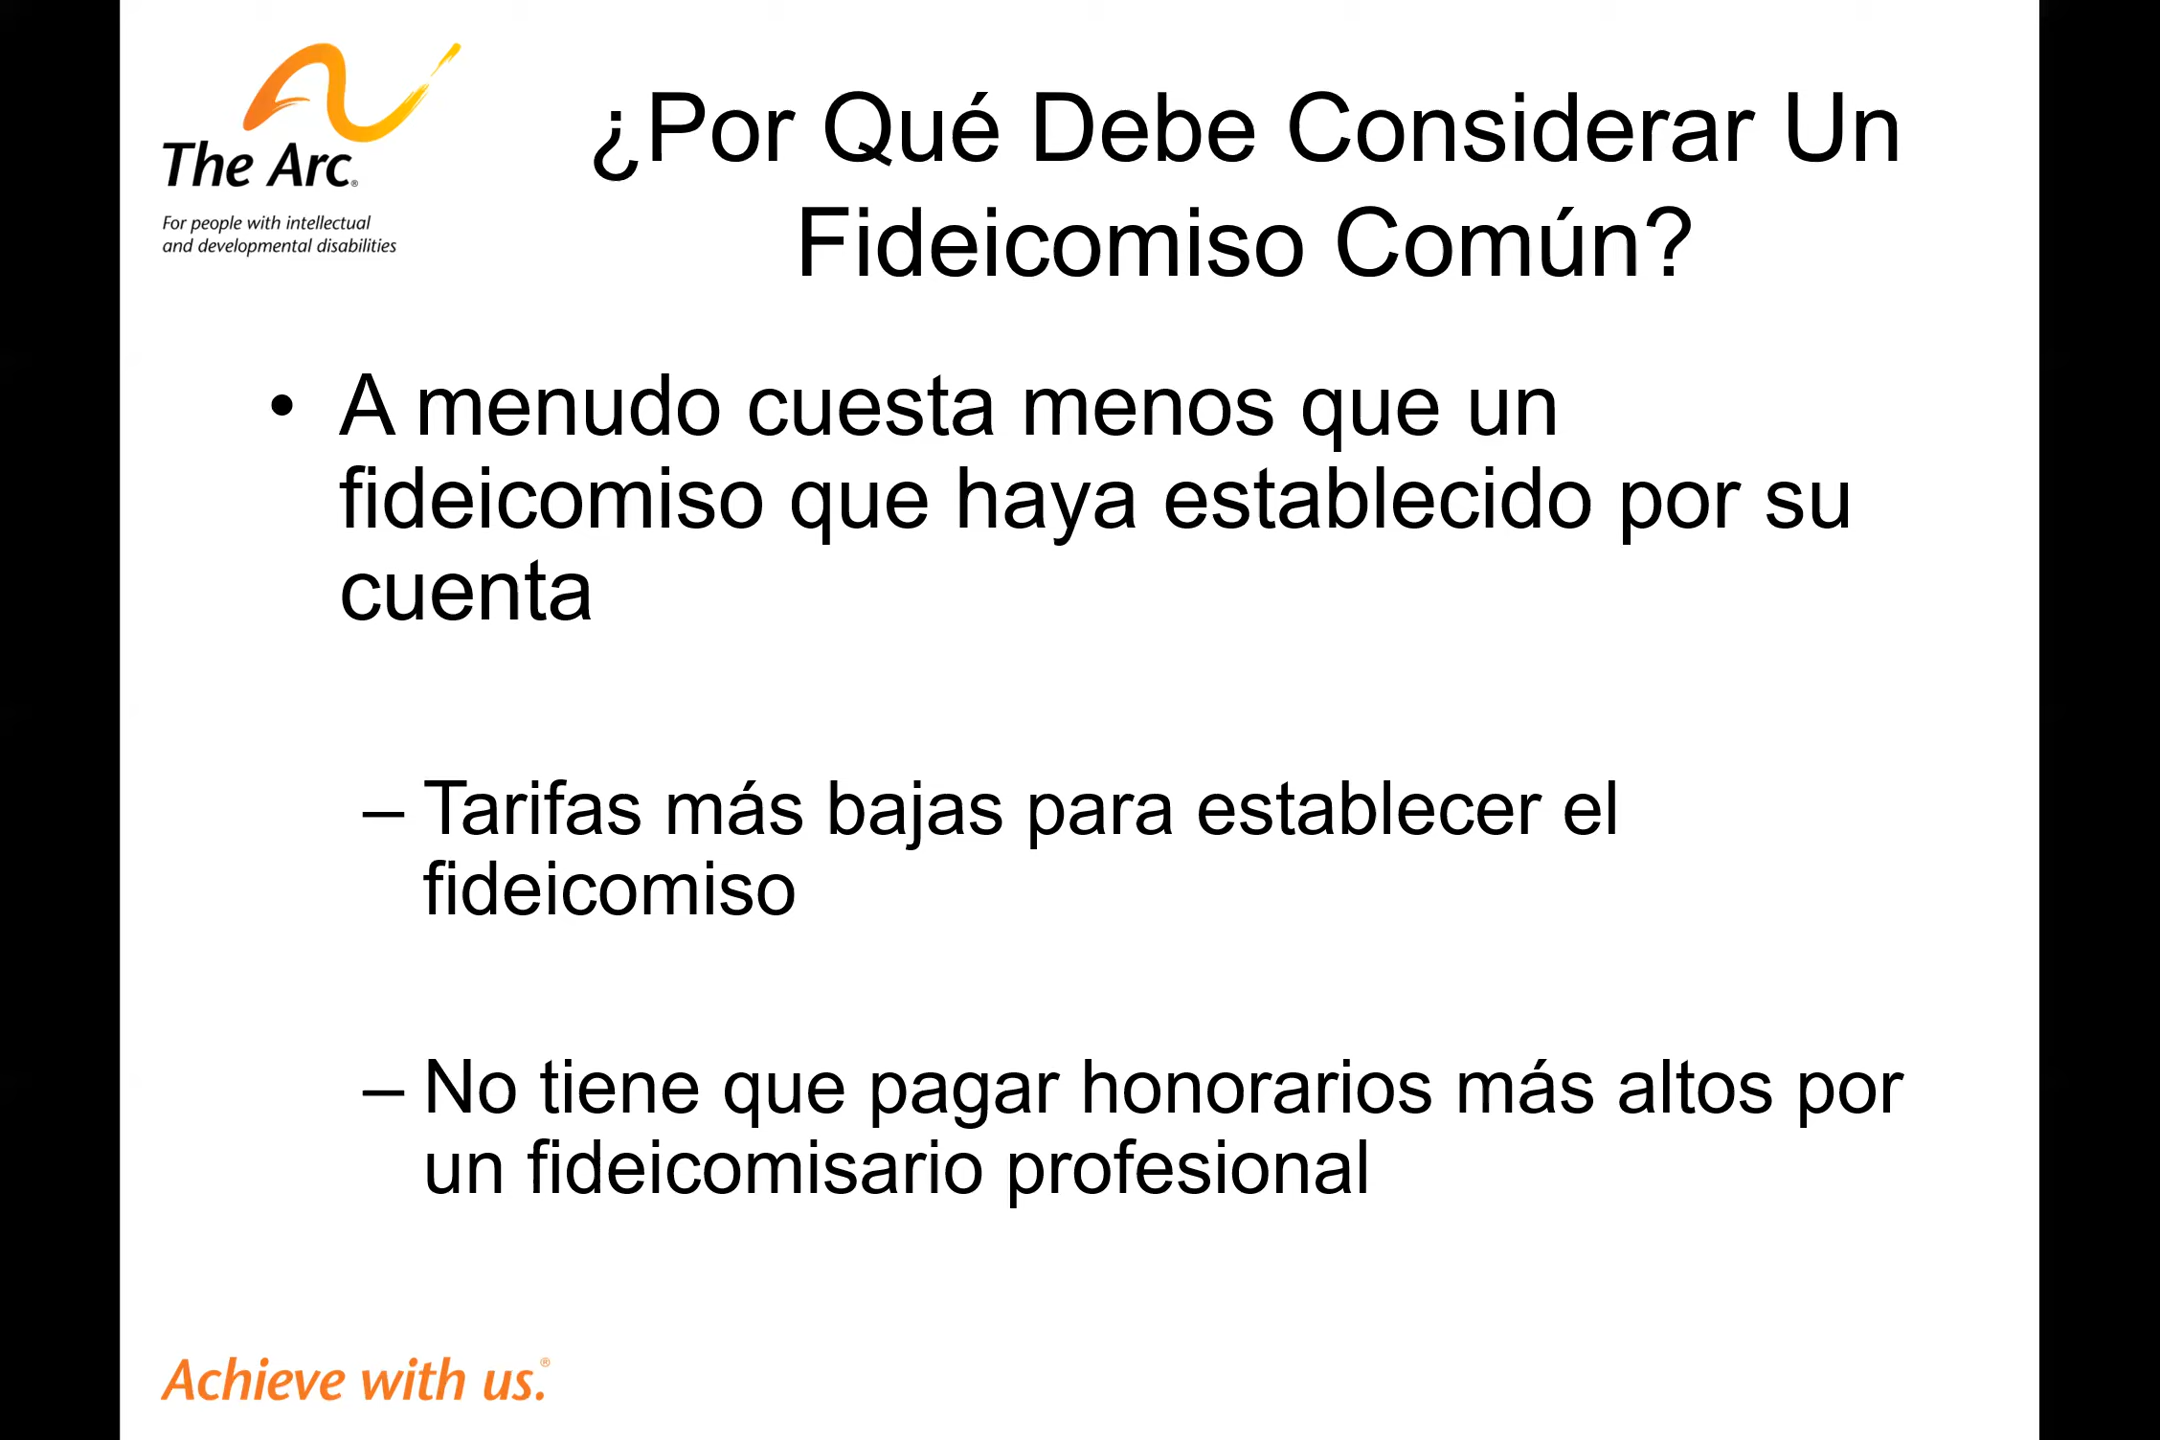 The Arc®
For people with intellectual
and developmental disabilities
¿Por Qué Debe Considerar Un
Fideicomiso Común?
• A menudo cuesta menos que un
fideicomiso que haya establecido por su
cuenta
– Tarifas más bajas para establecer el
fideicomiso
– No tiene que pagar honorarios más altos por
un fideicomisario profesional
Achieve with us.®